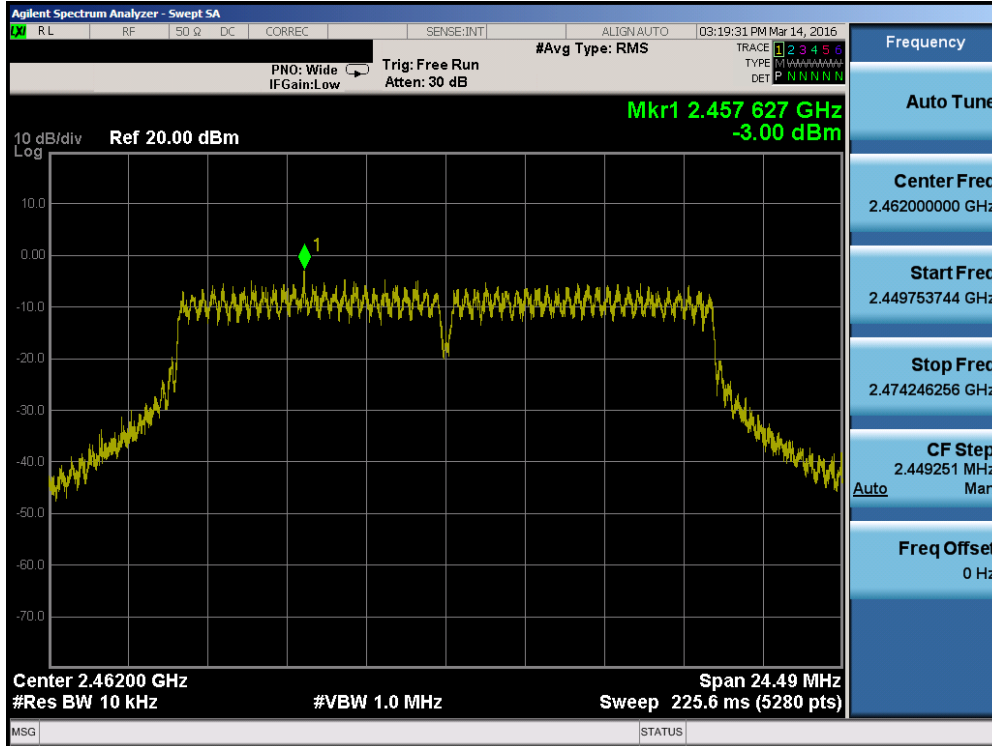 Agilent Spectrum Analyzer - Swept SA
LXI RL RF 50 Ω DC CORREC SENSE:INT ALIGN AUTO 03:19:31 PM Mar 14, 2016
Frequency
#Avg Type: RMS
TRACE 1 2 3 4 5 6
PNO: Wide Trig: Free Run
TYPE M WWWWW
IFGain:Low Atten: 30 dB
DET P N N N N N
Auto Tune
Mkr1 2.457 627 GHz
-3.00 dBm
10 dB/div Ref 20.00 dBm
Log
Center Freq
2.462000000 GHz
Start Freq
2.449753744 GHz
Stop Freq
2.474246256 GHz
CF Step
2.449251 MHz
Auto Man
Freq Offset
0 Hz
1
10.0
0.00
-10.0
-20.0
-30.0
-40.0
-50.0
-60.0
-70.0
Center 2.46200 GHz Span 24.49 MHz
#Res BW 10 kHz #VBW 1.0 MHz Sweep 225.6 ms (5280 pts)
MSG STATUS